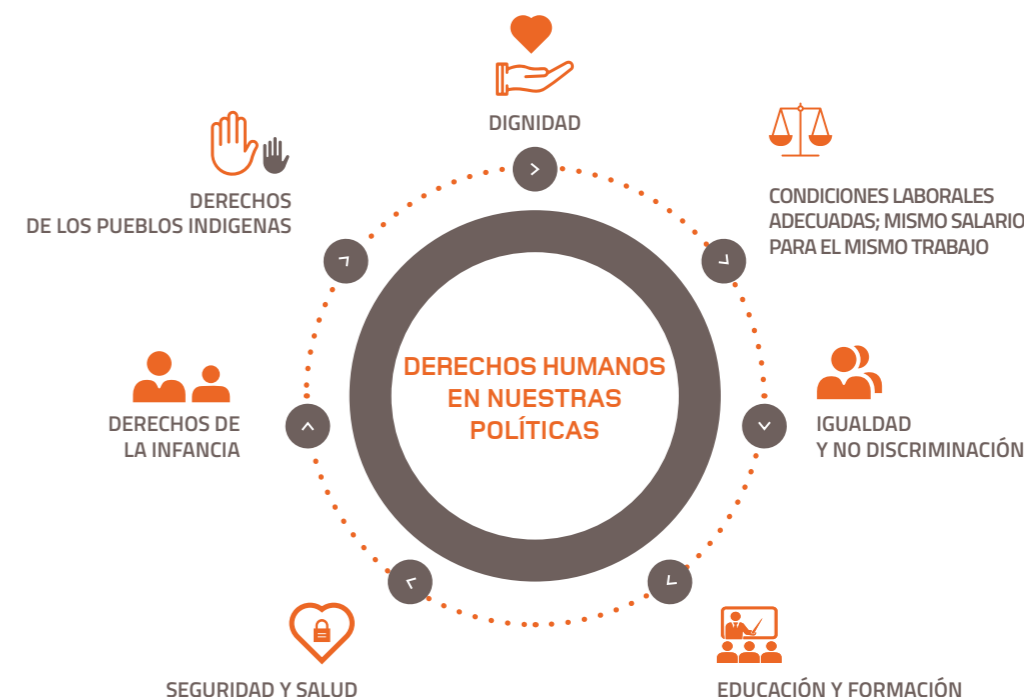 DIGNIDAD
CONDICIONES LABORALES
ADECUADAS; MISMO SALARIO
PARA EL MISMO TRABAJO
IGUALDAD
Y NO DISCRIMINACIÓN
EDUCACIÓN Y FORMACIÓN
SEGURIDAD Y SALUD
DERECHOS DE
LA INFANCIA
DERECHOS
DE LOS PUEBLOS INDIGENAS
DERECHOS HUMANOS
EN NUESTRAS
POLÍTICAS